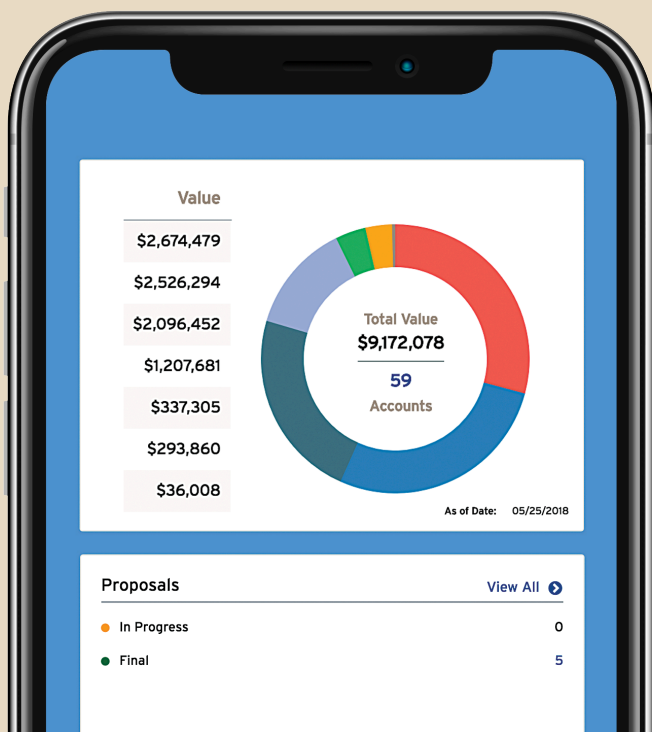 Value
$2,674,479
$2,526,294
$2,096,452
$1,207,681
$337,305
$293,860
$36,008
Total Value
$9,172,078
59
Accounts
As of Date: 05/25/2018
Proposals View All
In Progress 0
Final 5